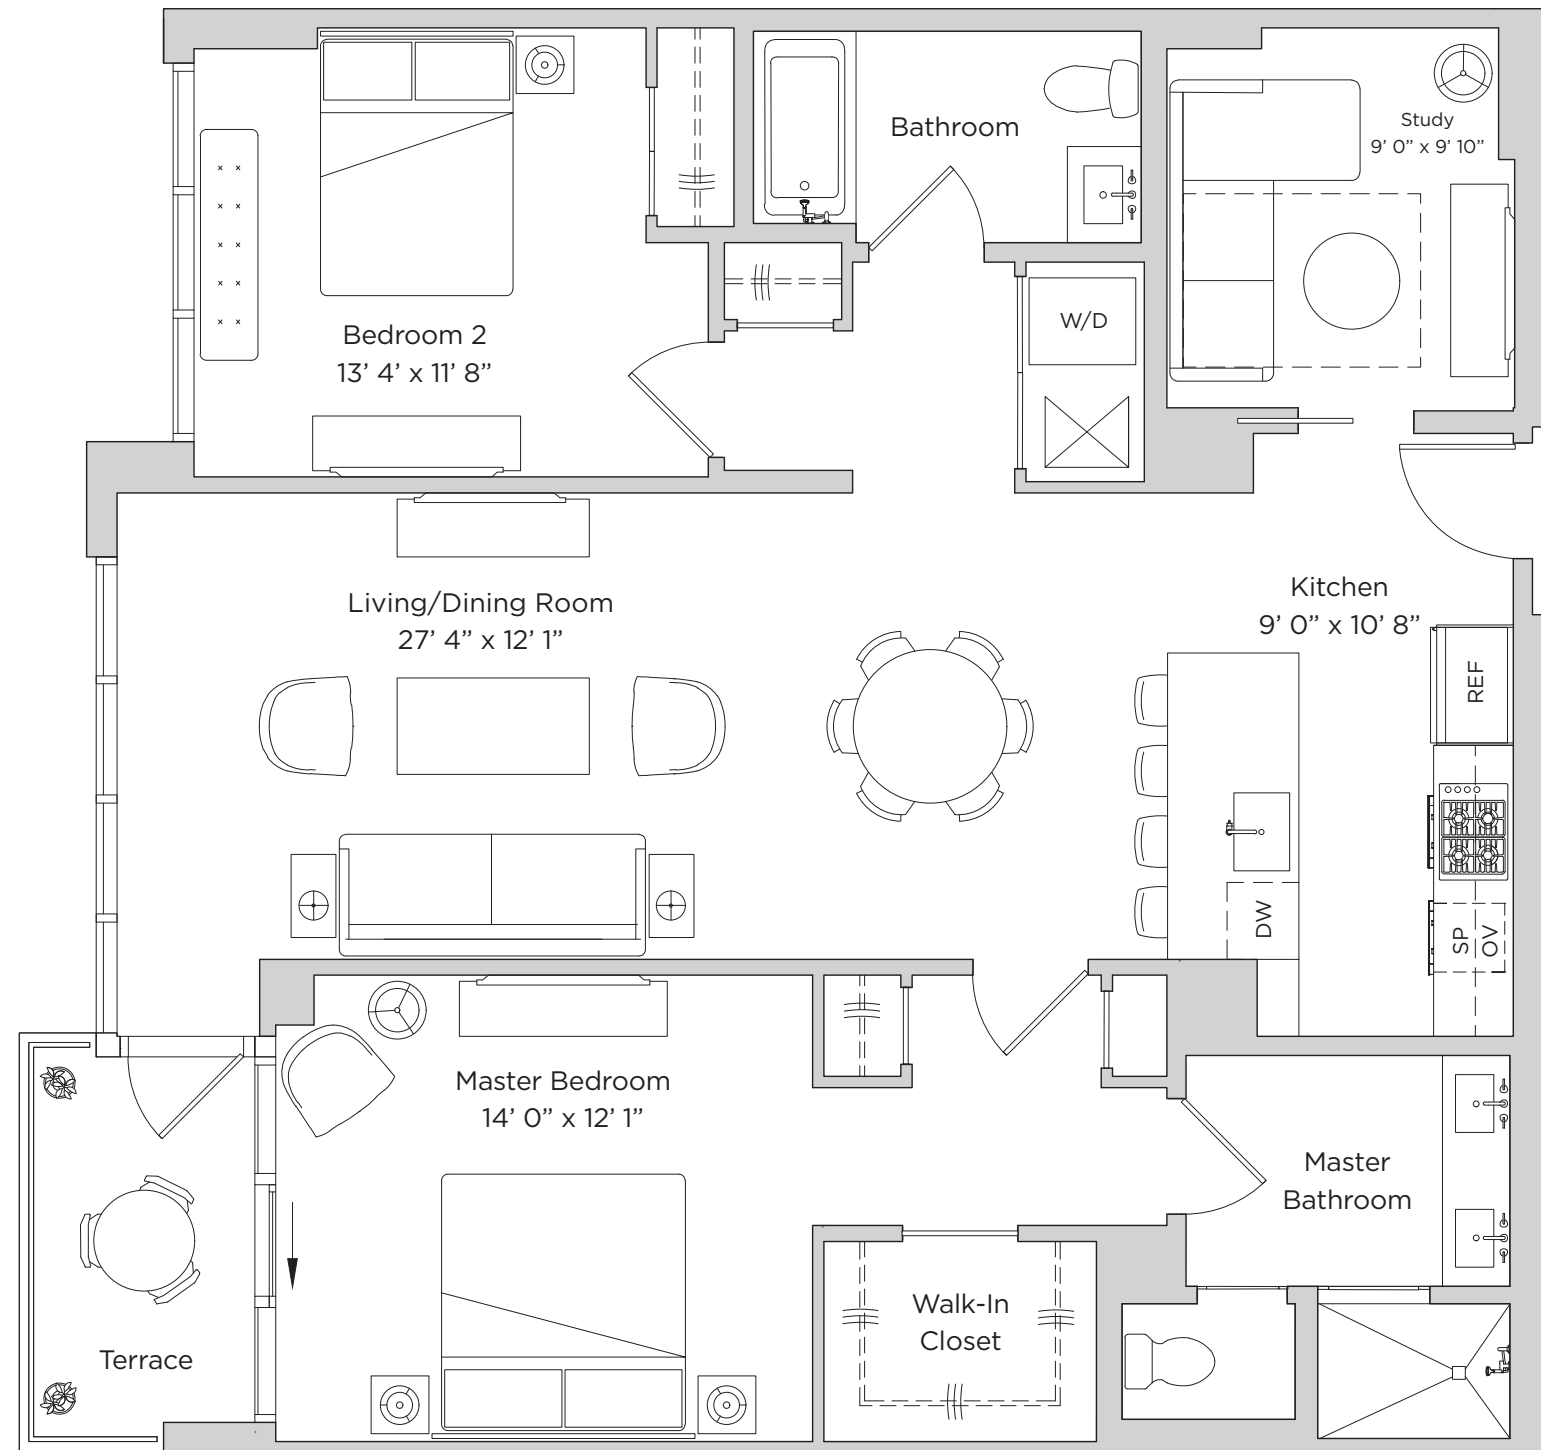 Bathroom
Study
9’ 0” x 9’ 10”
W/D
Bedroom 2
13’ 4’ x 11’ 8”
Living/Dining Room
27’ 4” x 12’ 1”
Kitchen
9’ 0” x 10’ 8”
REF
DW
SP
OV
Master Bedroom
14’ 0” x 12’ 1”
Master
Bathroom
Walk-In
Closet
Terrace